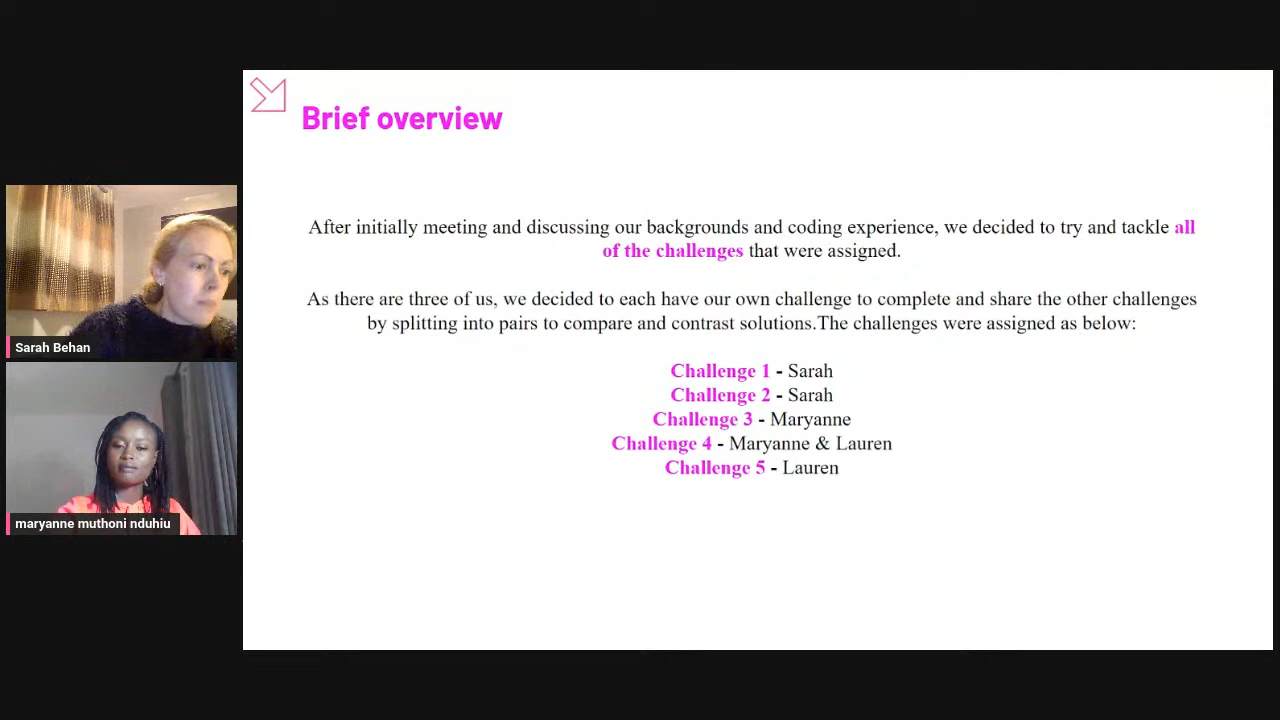 Brief overview
After initially meeting and discussing our backgrounds and coding experience, we decided to try and tackle all
of the challenges that were assigned.
As there are three of us, we decided to each have our own challenge to complete and share the other challenges
by splitting into pairs to compare and contrast solutions.The challenges were assigned as below:
Challenge 1 - Sarah
Challenge 2 - Sarah
Challenge 3 - Maryanne
Challenge 4 - Maryanne & Lauren
Challenge 5 - Lauren
Sarah Behan
maryanne muthoni nduhiu